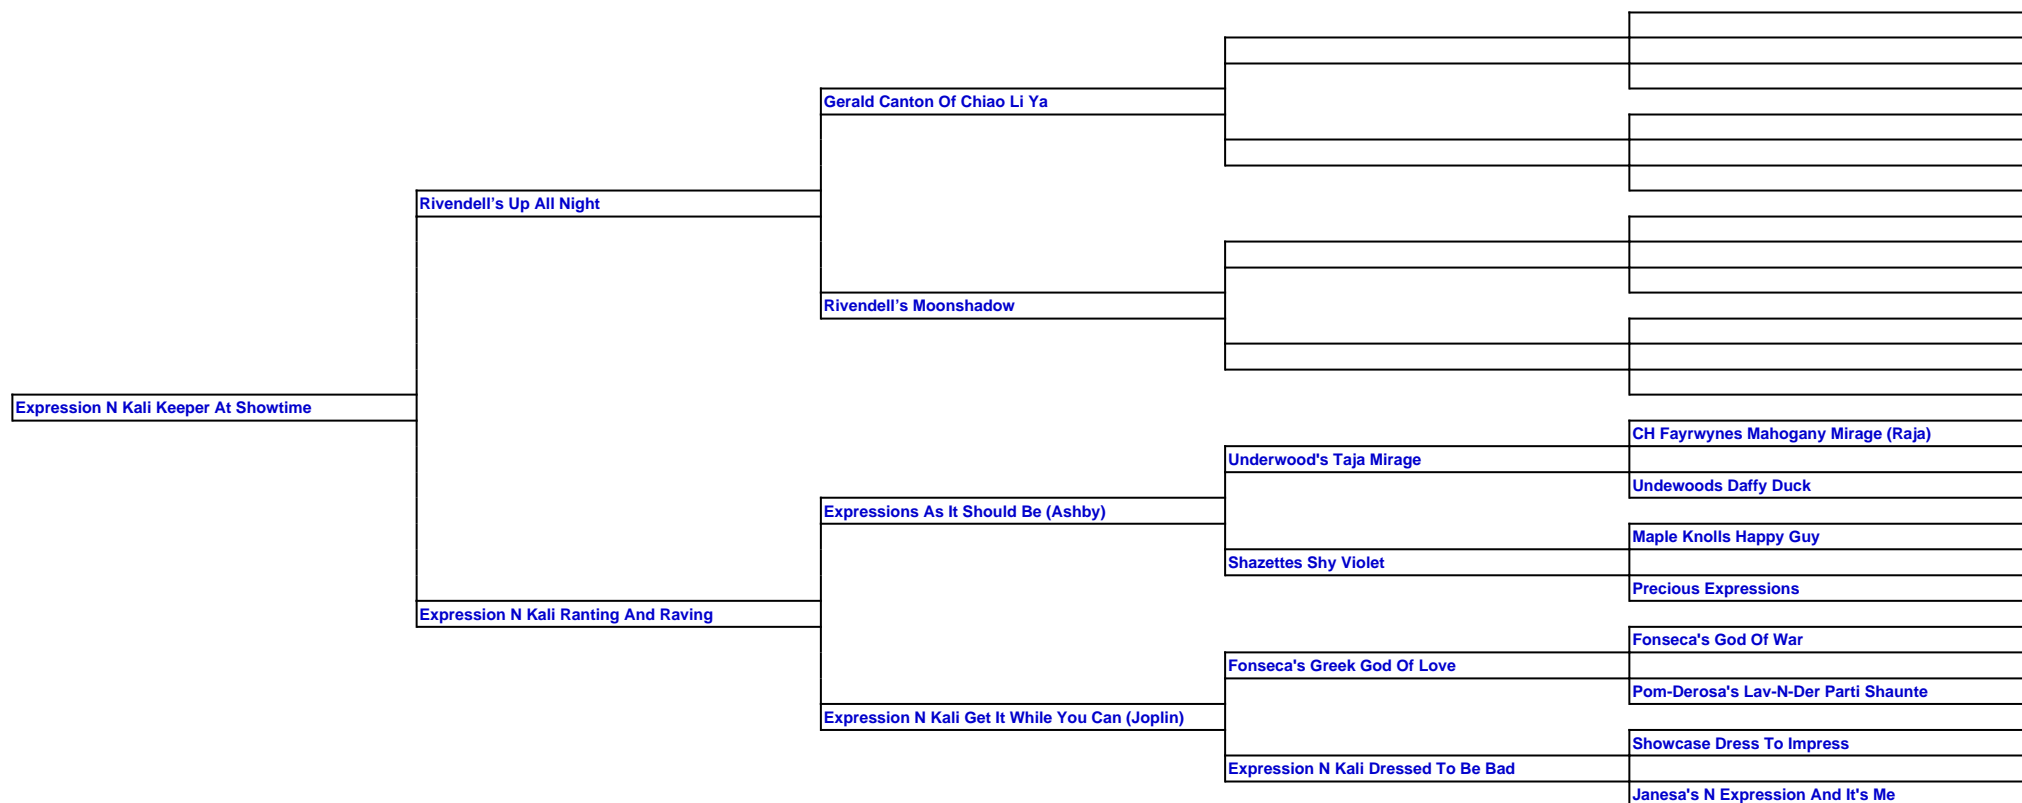 Gerald Canton Of Chiao Li Ya
Rivendell’s Up All Night
Rivendell’s Moonshadow
Expression N Kali Keeper At Showtime
CH Fayrwynes Mahogany Mirage (Raja)
Underwood's Taja Mirage
Undewoods Daffy Duck
Expressions As It Should Be (Ashby)
Maple Knolls Happy Guy
Shazettes Shy Violet
Precious Expressions
Expression N Kali Ranting And Raving
Fonseca's God Of War
Fonseca's Greek God Of Love
Pom-Derosa's Lav-N-Der Parti Shaunte
Expression N Kali Get It While You Can (Joplin)
Showcase Dress To Impress
Expression N Kali Dressed To Be Bad
Janesa's N Expression And It's Me